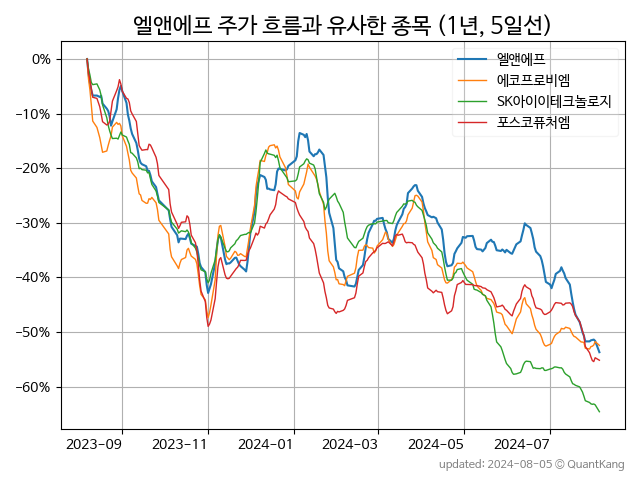 엘앤에프 주가 흐름과 유사한 종목 (1년, 5일선)
엘앤에프
에코프로비엠
SK아이이테크놀로지
포스코퓨처엠
0%
−10%
−20%
−30%
−40%
−50%
−60%
2023-09 2023-11 2024-01 2024-03 2024-05 2024-07
updated: 2024-08-05 © QuantKang